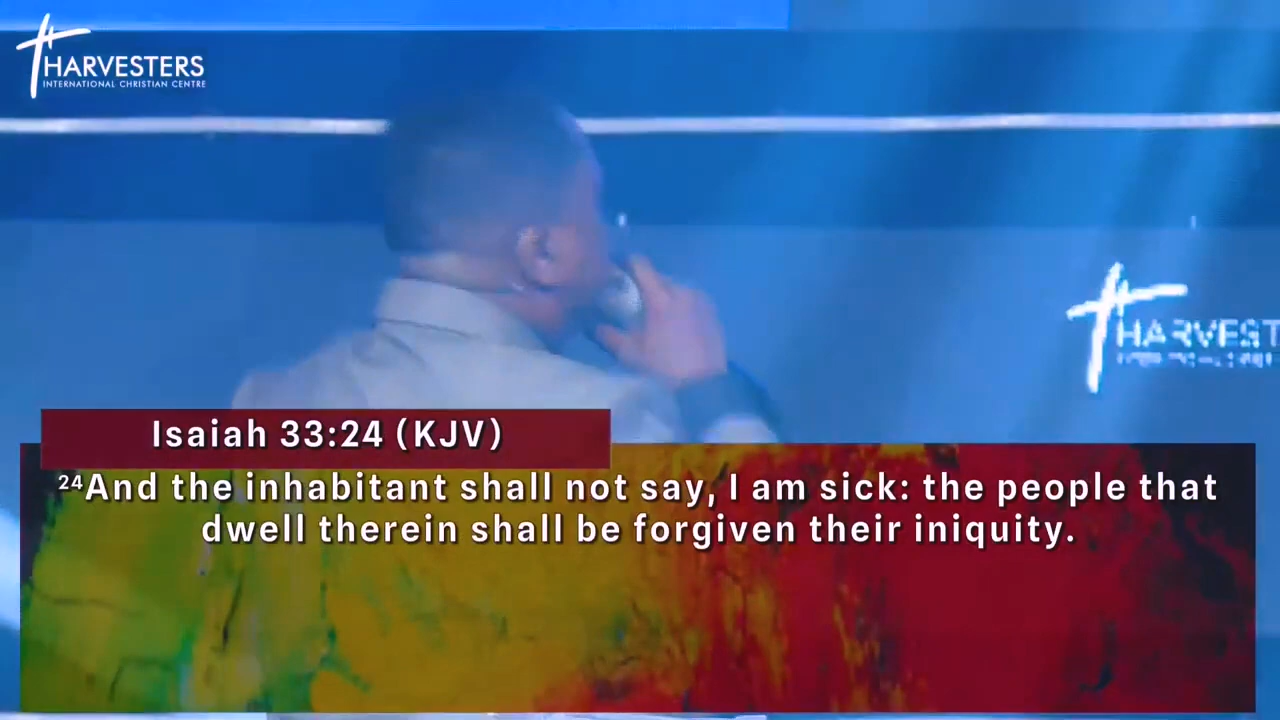 HARVESTERS
INTERNATIONAL CHRISTIAN CENTRE
HARVEST
Isaiah 33:24 (KJV)
24And the inhabitant shall not say, I am sick: the people that
dwell therein shall be forgiven their iniquity.